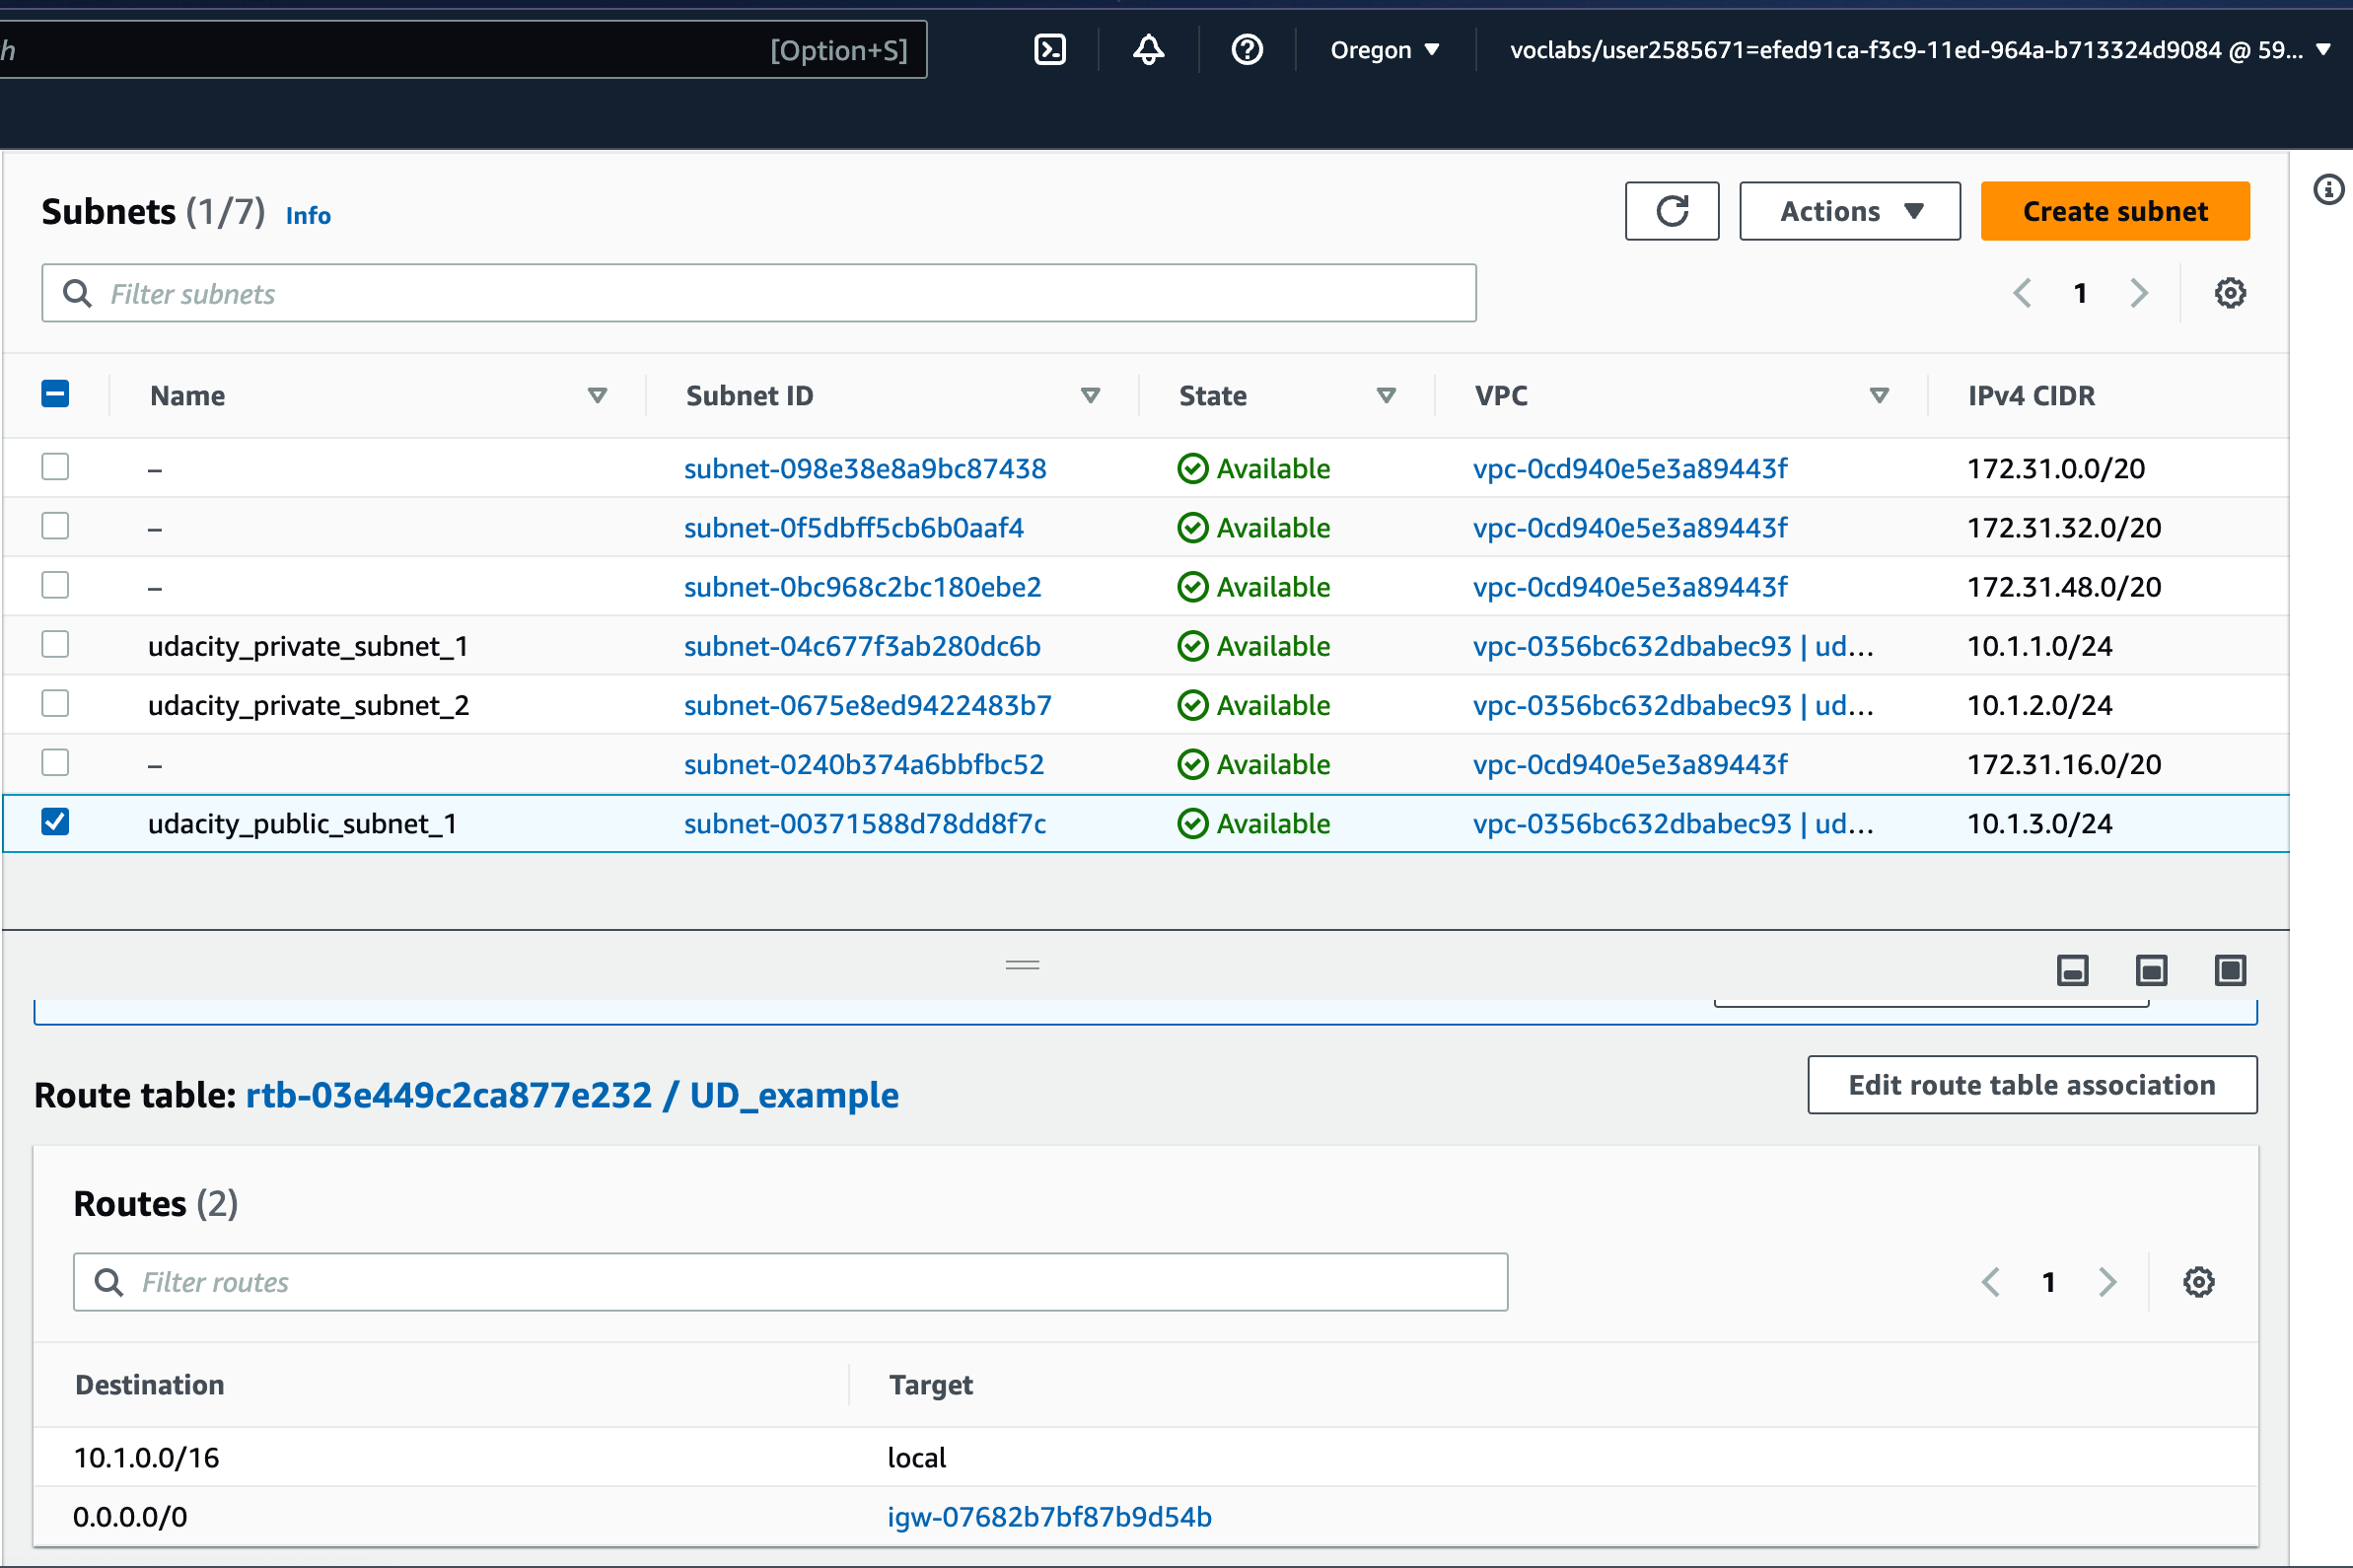 h [Option+S] Oregon voclabs/user2585671=efed91ca-f3c9-11ed-964a-b713324d9084 @ 59...
Subnets (1/7) Info Actions Create subnet
Filter subnets 1
Name Subnet ID State VPC IPv4 CIDR
– subnet-098e38e8a9bc87438 Available vpc-0cd940e5e3a89443f 172.31.0.0/20
– subnet-0f5dbff5cb6b0aaf4 Available vpc-0cd940e5e3a89443f 172.31.32.0/20
– subnet-0bc968c2bc180ebe2 Available vpc-0cd940e5e3a89443f 172.31.48.0/20
udacity_private_subnet_1 subnet-04c677f3ab280dc6b Available vpc-0356bc632dbabec93 | ud... 10.1.1.0/24
udacity_private_subnet_2 subnet-0675e8ed9422483b7 Available vpc-0356bc632dbabec93 | ud... 10.1.2.0/24
– subnet-0240b374a6bbfbc52 Available vpc-0cd940e5e3a89443f 172.31.16.0/20
udacity_public_subnet_1 subnet-00371588d78dd8f7c Available vpc-0356bc632dbabec93 | ud... 10.1.3.0/24
Route table: rtb-03e449c2ca877e232 / UD_example Edit route table association
Routes (2)
Filter routes 1
Destination Target
10.1.0.0/16 local
0.0.0.0/0 igw-07682b7bf87b9d54b